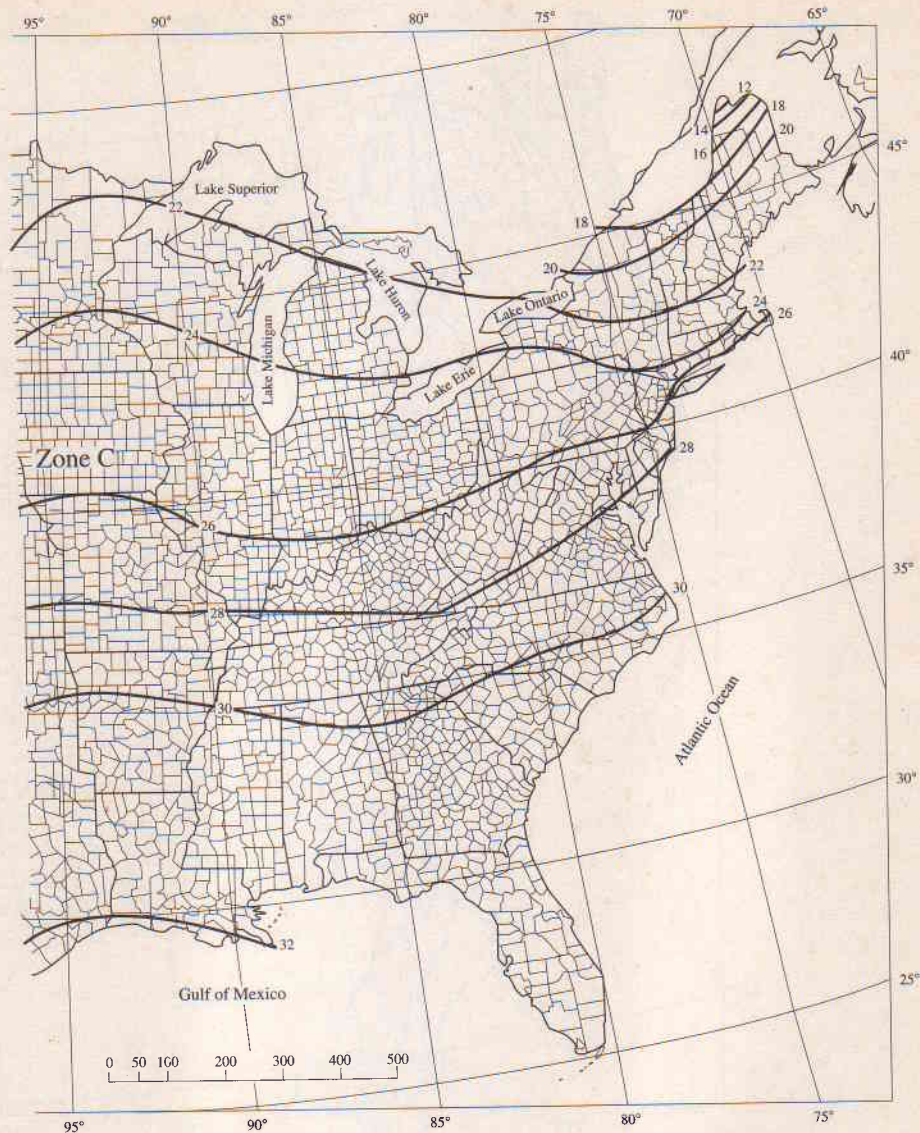 95° 90° 85° 80° 75° 70° 65°
12
14 18
16 20
45°
Lake Superior
22
18
Lake Huron
20 22
Lake Ontario
24
26
24
Lake Michigan
Lake Erie
40°
28
Zone C
26
35°
28
30
30
Atlantic Ocean
30°
32
25°
Gulf of Mexico
0 50 100 200 300 400 500
95° 90° 85° 80° 75°